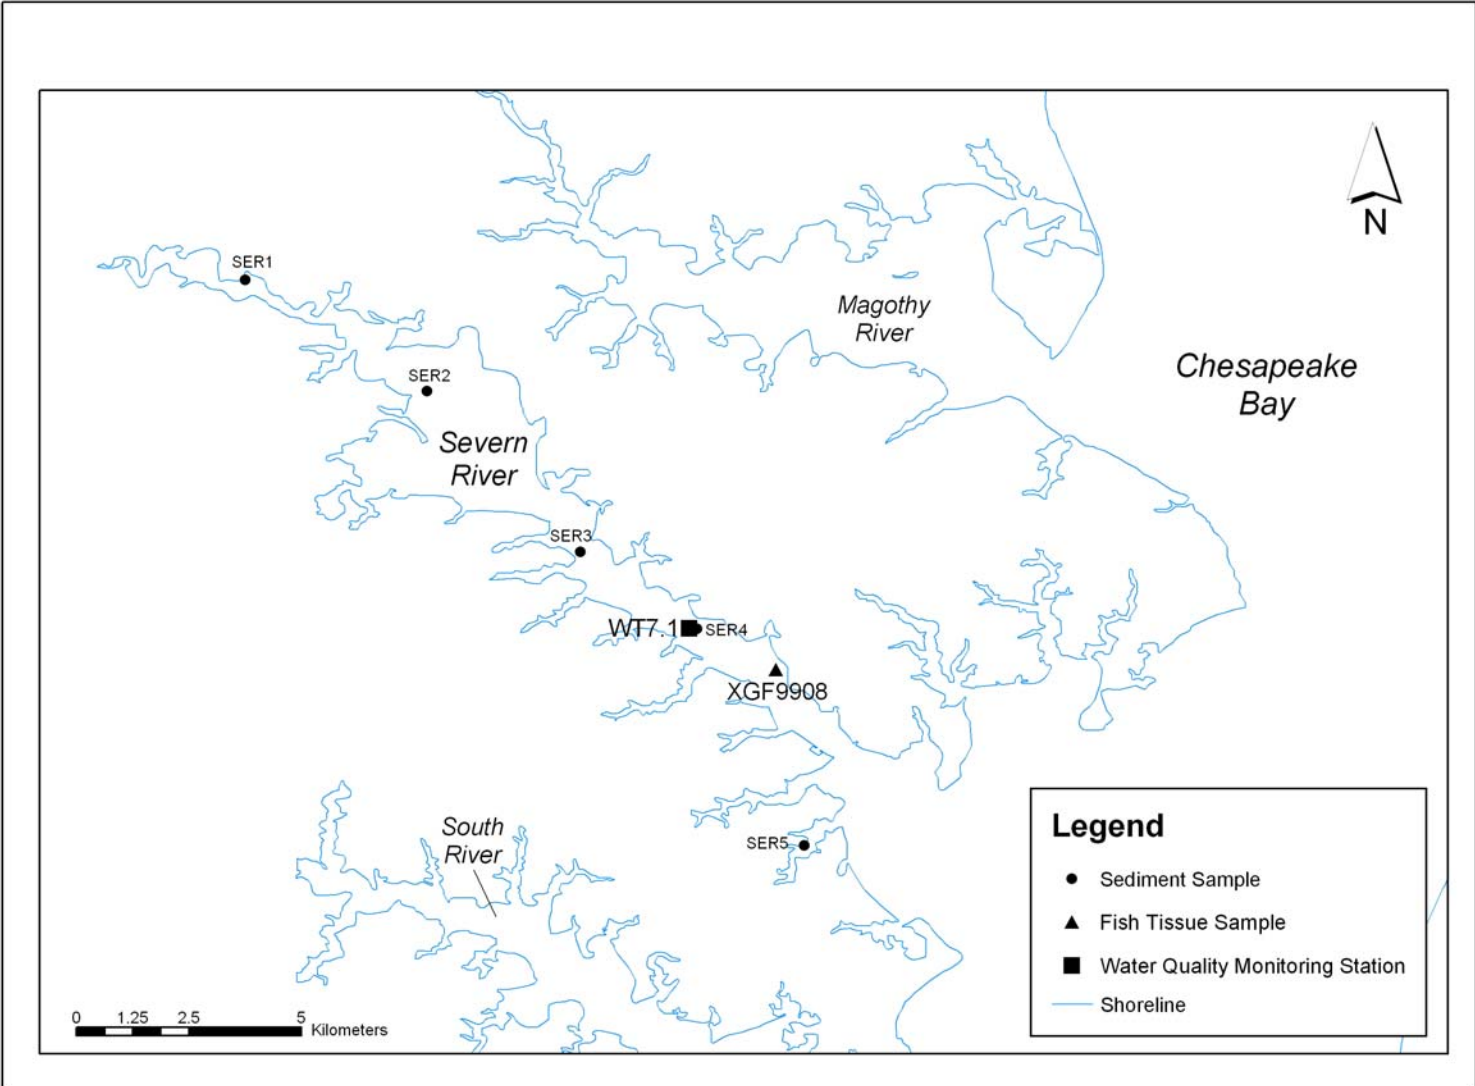 N
SER1
Magothy
River
Chesapeake
Bay
SER2
Severn
River
SER3
WT7.1
SER4
XGF9908
South
River
SER5
Legend
Sediment Sample
Fish Tissue Sample
Water Quality Monitoring Station
Shoreline
0 1.25 2.5 5
Kilometers